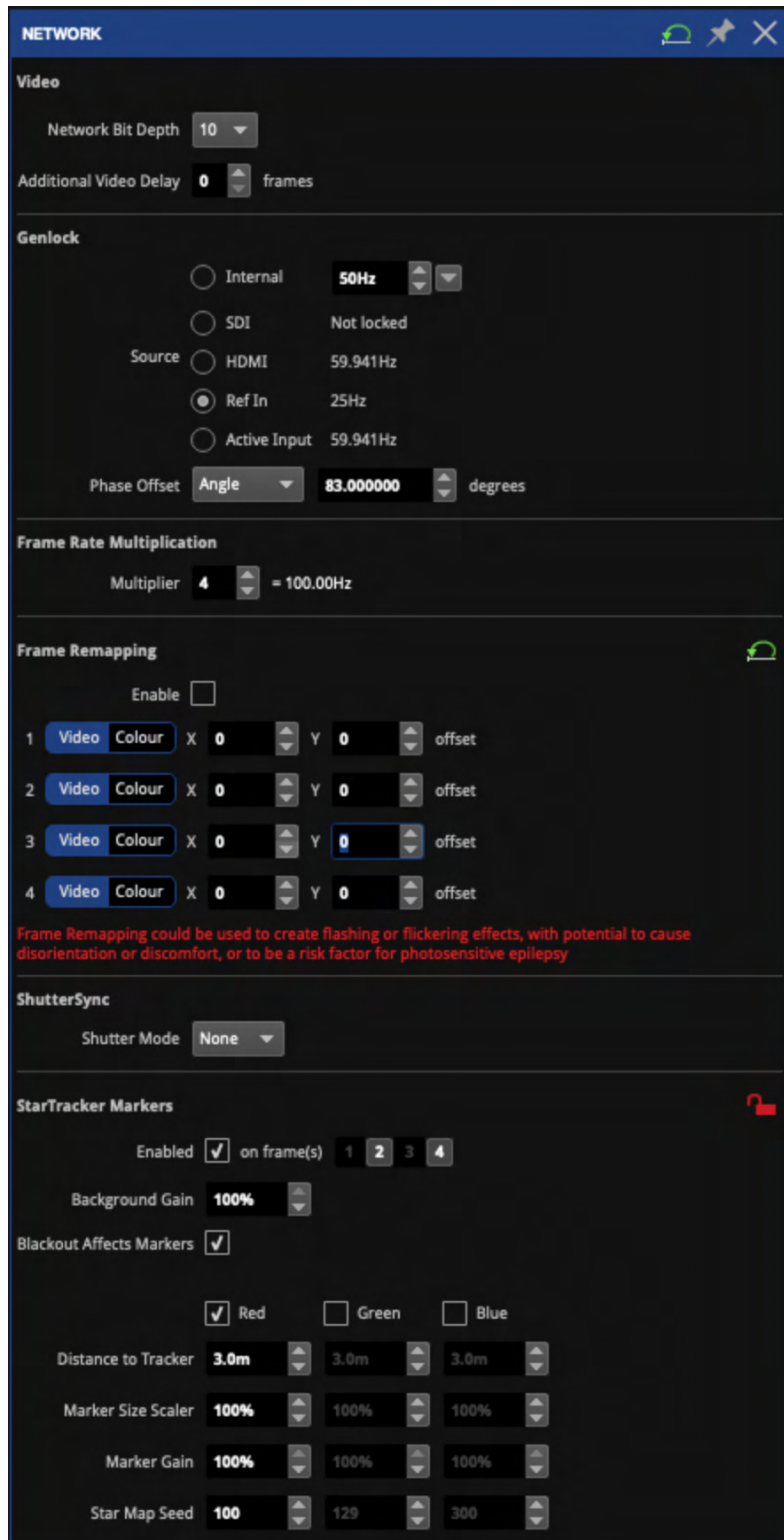 NETWORK
Video
Network Bit Depth 10
Additional Video Delay 0 frames
Genlock
Internal 50Hz
SDI Not locked
Source HDMI 59.941Hz
Ref In 25Hz
Active Input 59.941Hz
Phase Offset Angle 83.000000 degrees
Frame Rate Multiplication
Multiplier 4 = 100.00Hz
Frame Remapping
Enable
1 Video Colour X 0 Y 0 offset
2 Video Colour X 0 Y 0 offset
3 Video Colour X 0 Y 0 offset
4 Video Colour X 0 Y 0 offset
Frame Remapping could be used to create flashing or flickering effects, with potential to cause
disorientation or discomfort, or to be a risk factor for photosensitive epilepsy
ShutterSync
Shutter Mode None
StarTracker Markers
Enabled on frame(s) 1 2 3 4
Background Gain 100%
Blackout Affects Markers
Red Green Blue
Distance to Tracker 3.0m 3.0m 3.0m
Marker Size Scaler 100% 100% 100%
Marker Gain 100% 100% 100%
Star Map Seed 100 129 300